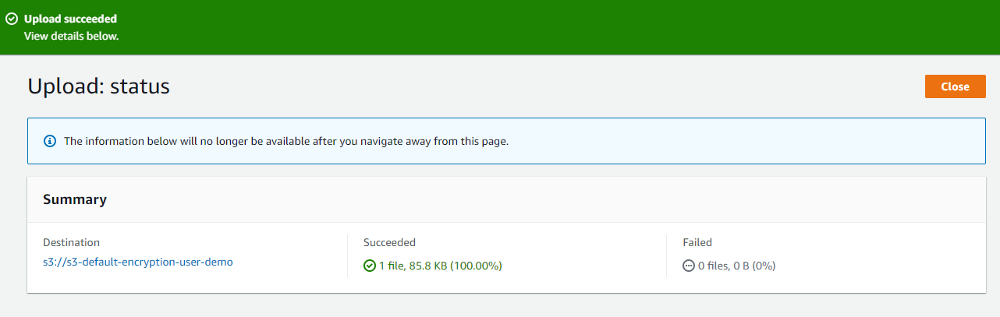 Upload succeeded
View details below.
Upload: status
Close
The information below will no longer be available after you navigate away from this page.
Summary
Destination
s3://s3-default-encryption-user-demo
Succeeded
1 file, 85.8 KB (100.00%)
Failed
0 files, 0 B (0%)